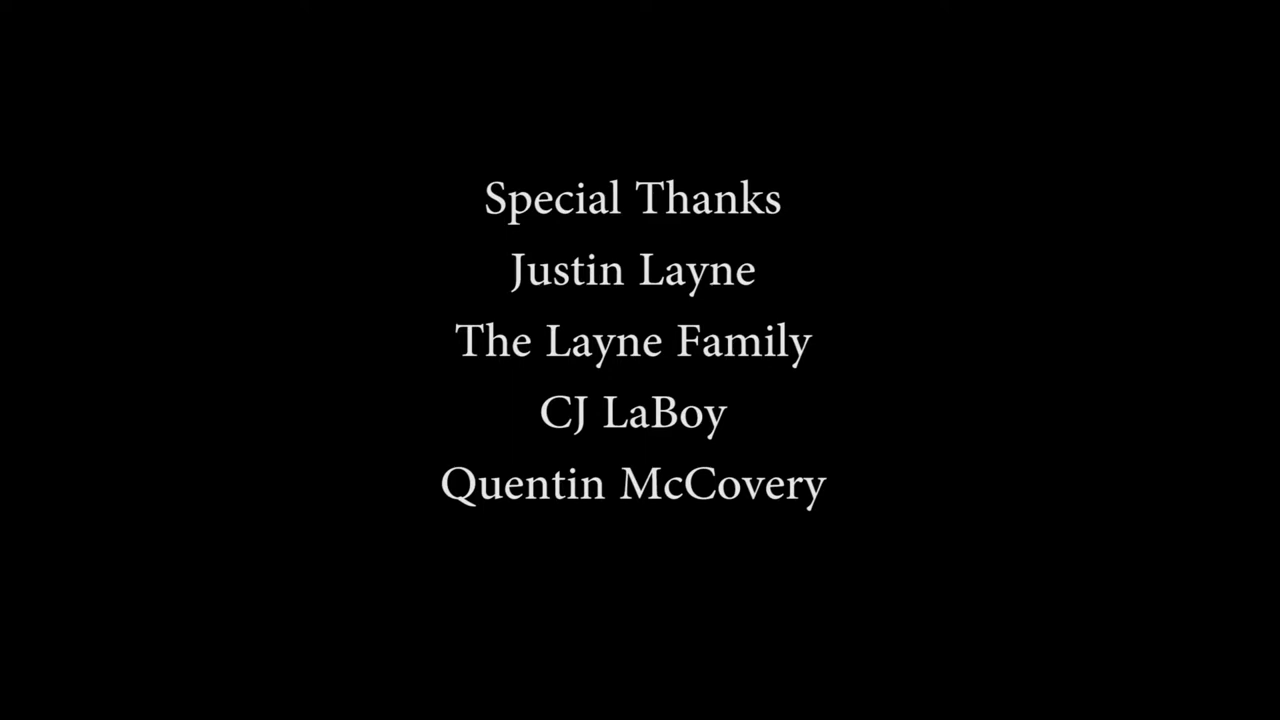 Special Thanks
Justin Layne
The Layne Family
CJ LaBoy
Quentin McCovery